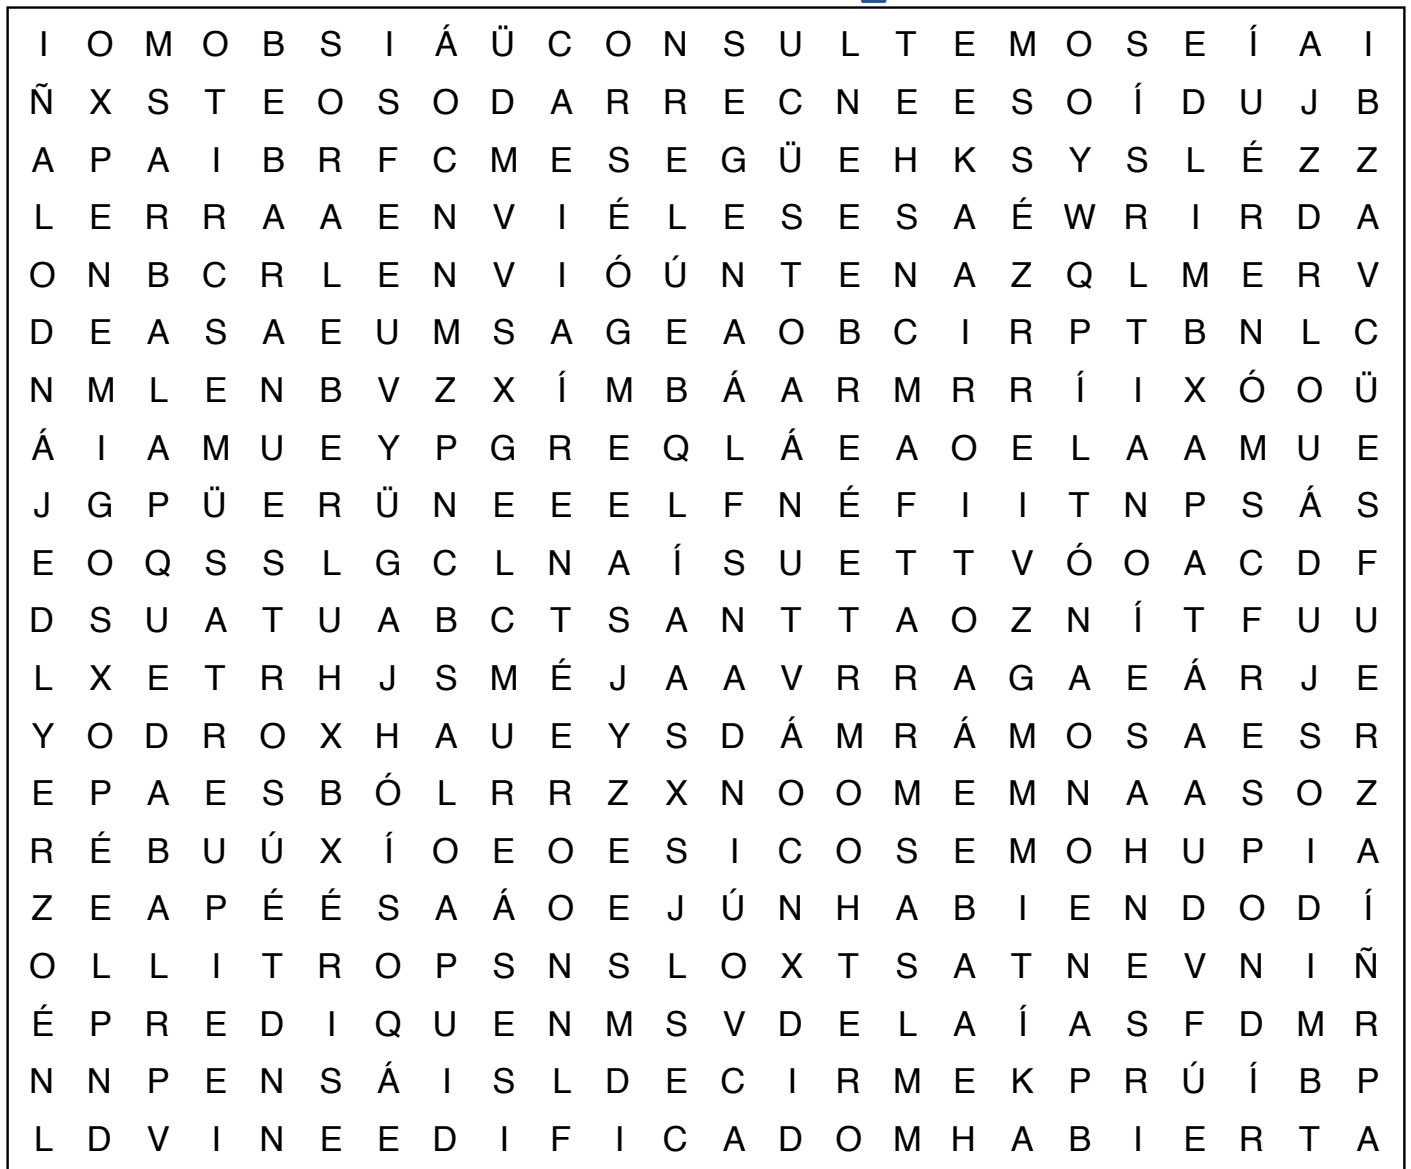 I O M O B S I Á Ü C O N S U L T E M O S E Í A I
Ñ X S T E O S O D A R R E C N E E S O Í D U J B
A P A I B R F C M E S E G Ü E H K S Y S L É Z Z
L E R R A A E N V I É L E S E S A É W R I R D A
O N B C R L E N V I Ó Ú N T E N A Z Q L M E R V
D E A S A E U M S A G E A O B C I R P T B N L C
N M L E N B V Z X Í M B Á A R M R R Í I X Ó O Ü
Á I A M U E Y P G R E Q L Á E A O E L A A M U E
J G P Ü E R Ü N E E E L F N É F I I T N P S Á S
E O Q S S L G C L N A Í S U E T T V Ó O A C D F
D S U A T U A B C T S A N T T A O Z N Í T F U U
L X E T R H J S M É J A A V R R A G A E Á R J E
Y O D R O X H A U E Y S D Á M R Á M O S A E S R
E P A E S B Ó L R R Z X N O O M E M N A A S O Z
R É B U Ú X Í O E O E S I C O S E M O H U P I A
Z E A P É É S A Á O E J Ú N H A B I E N D O D Í
O L L I T R O P S N S L O X T S A T N E V N I Ñ
É P R E D I Q U E N M S V D E L A Í A S F D M R
N N P E N S Á I S L D E C I R M E K P R Ú Í B P
L D V I N E E D I F I C A D O M H A B I E R T A